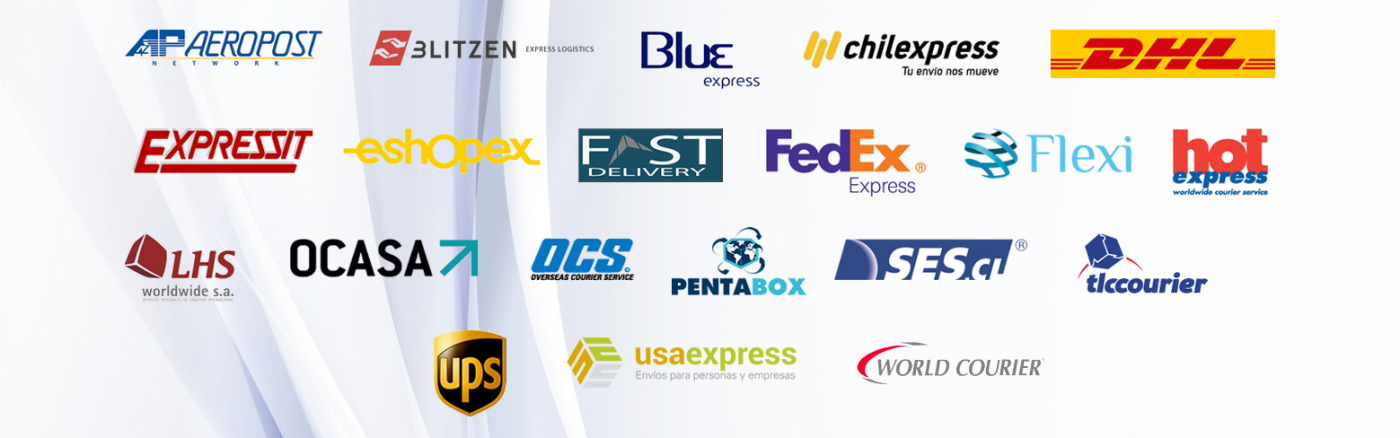 AP AEROPOST
NETWORK
BLITZEN EXPRESS LOGISTICS
Blue
express
chilexpress
Tu envío nos mueve
DHL
EXPRESSIT
eshopex
FAST
DELIVERY
FedEx ®
Express
Flexi
hot
express
worldwide courier service
LHS
worldwide s.a.
OCASA
OCS
OVERSEAS COURIER SERVICE
PENTABOX
SES.cl ®
tlccourier
ups
usaexpress
Envíos para personas y empresas
WORLD COURIER